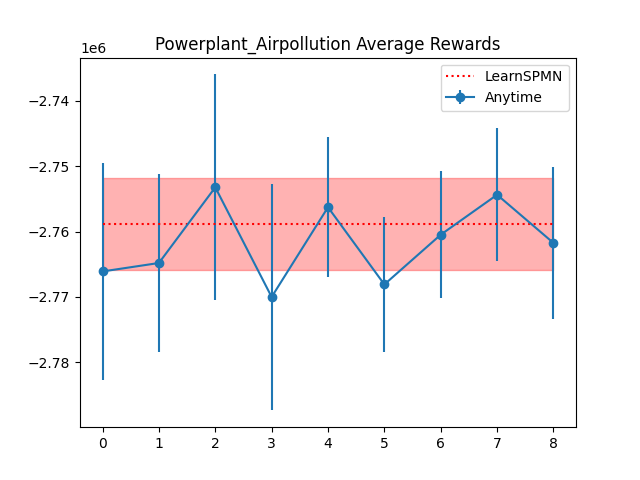 Powerplant_Airpollution Average Rewards
1e6
LearnSPMN
Anytime
−2.74
−2.75
−2.76
−2.77
−2.78
0 1 2 3 4 5 6 7 8